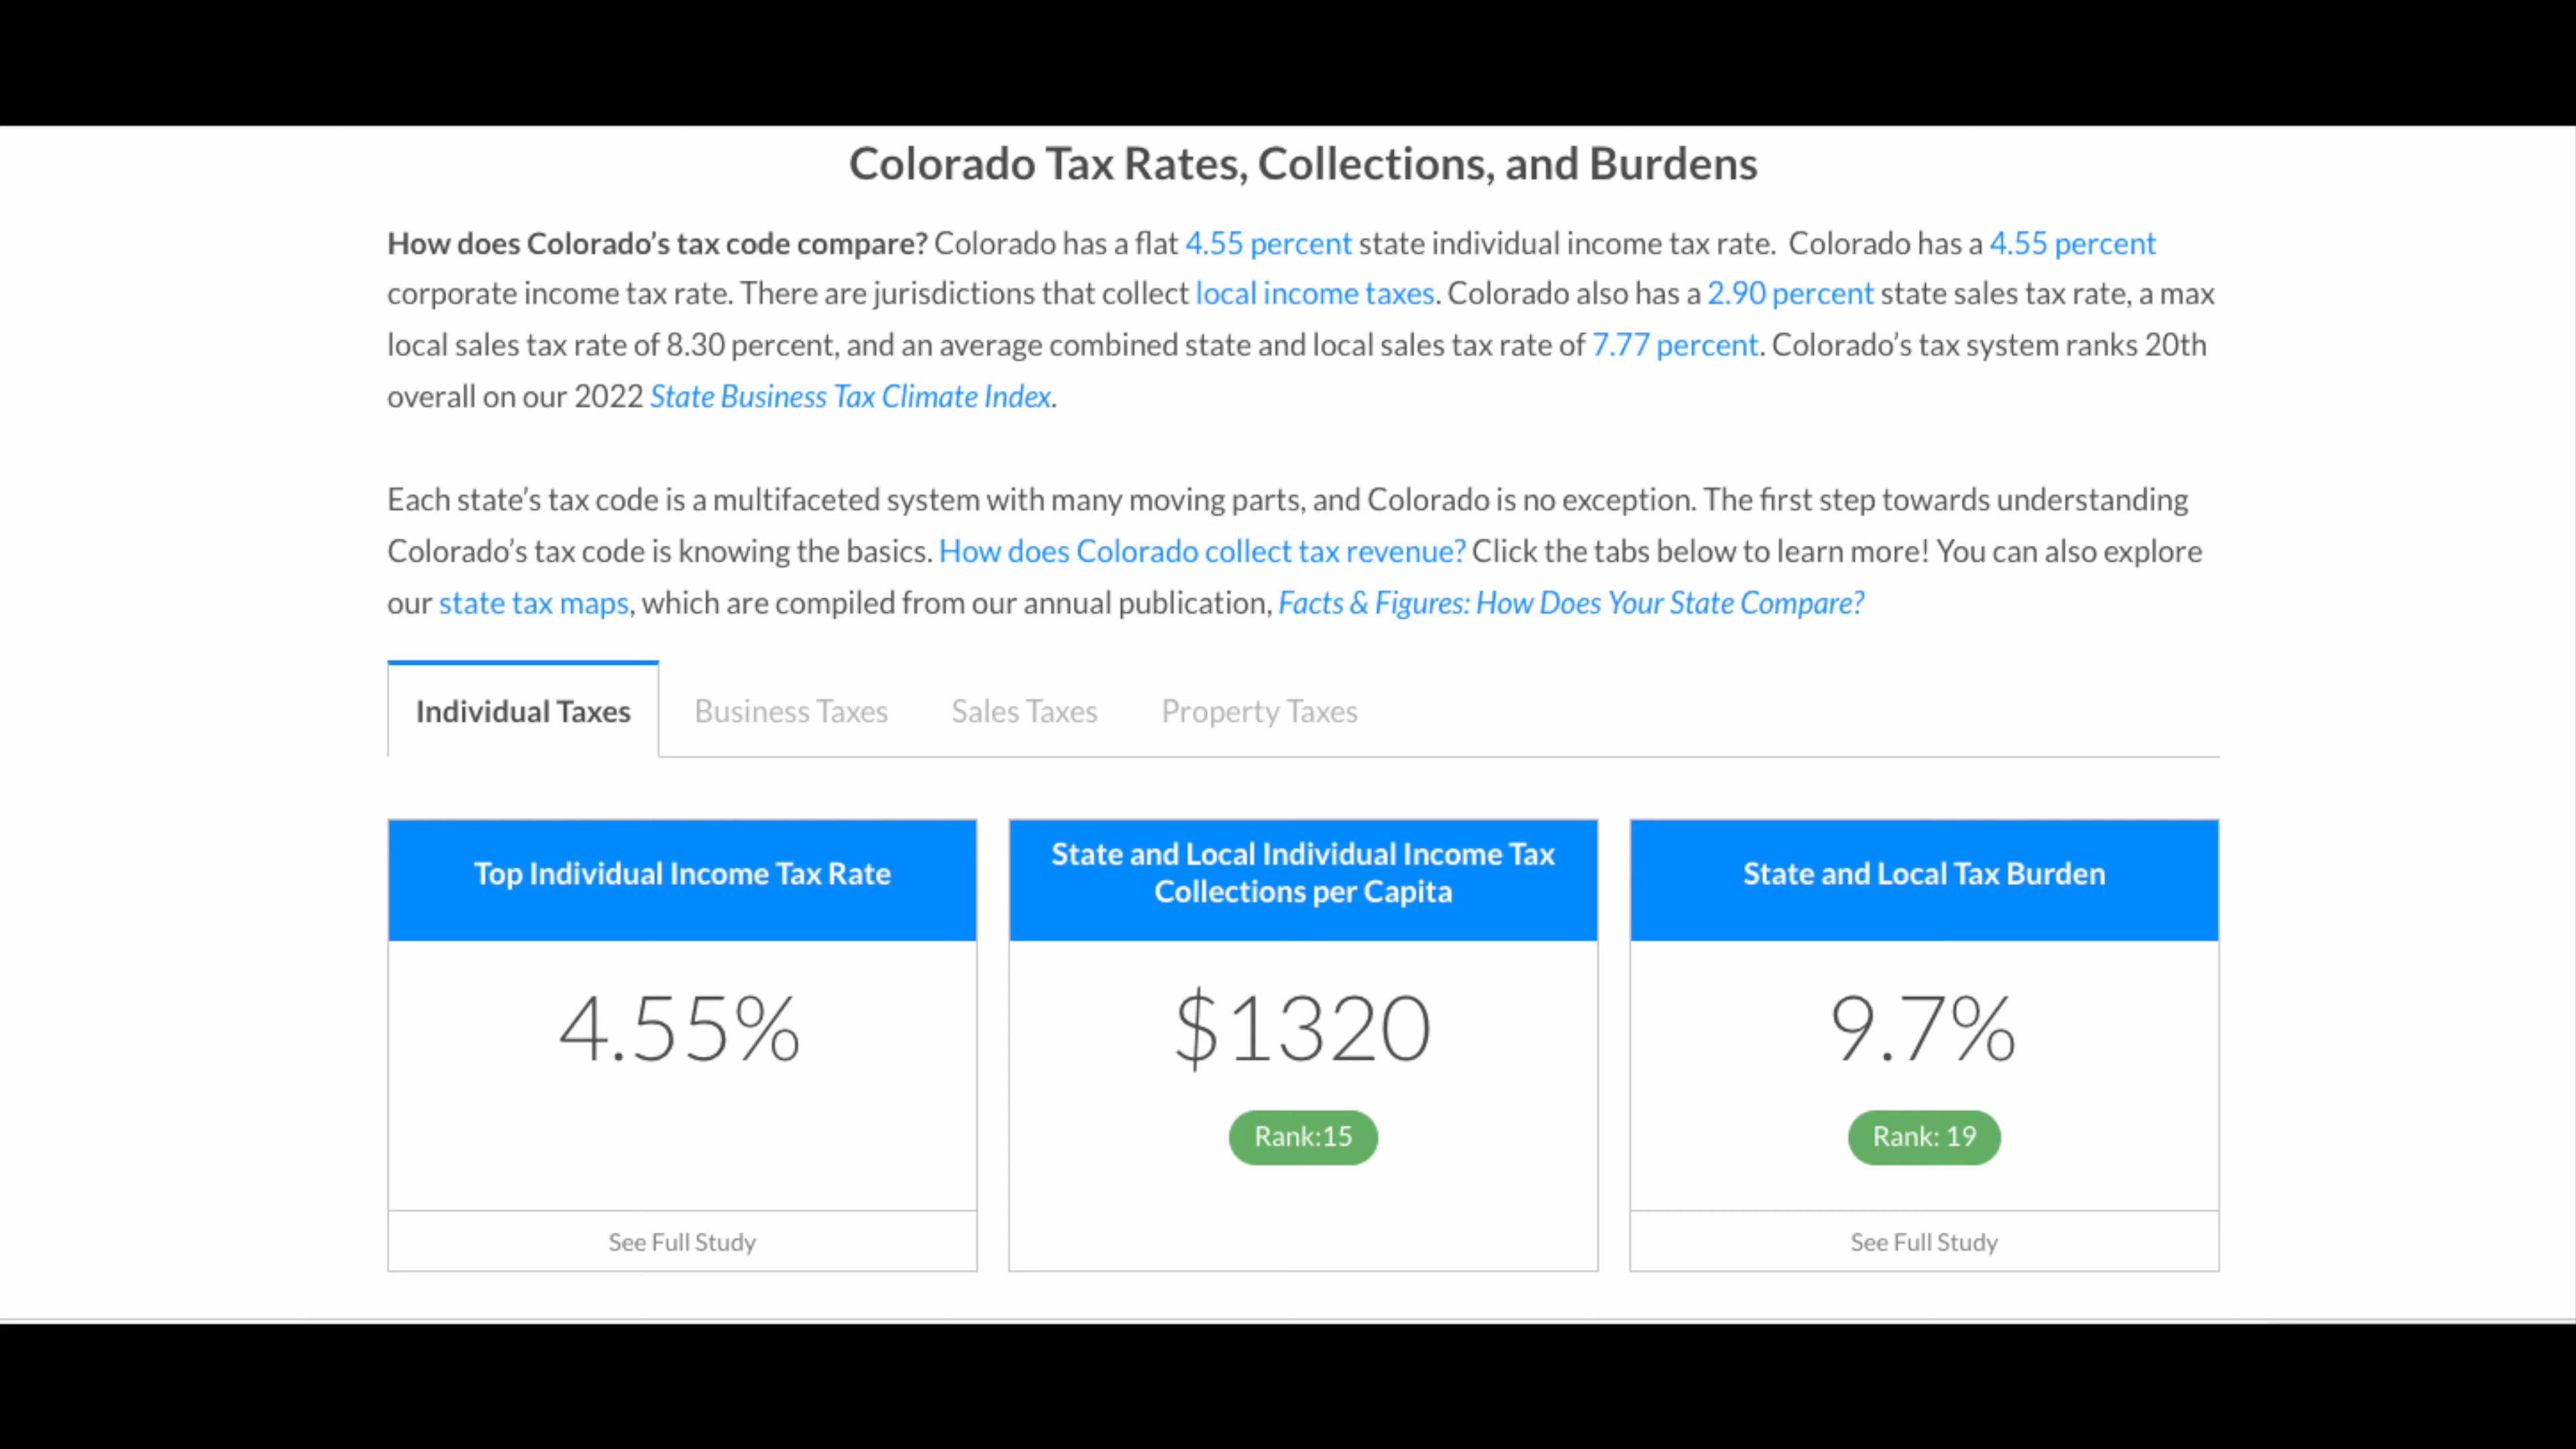 Colorado Tax Rates, Collections, and Burdens
How does Colorado’s tax code compare? Colorado has a flat 4.55 percent state individual income tax rate.  Colorado has a 4.55 percent
corporate income tax rate. There are jurisdictions that collect local income taxes. Colorado also has a 2.90 percent state sales tax rate, a max
local sales tax rate of 8.30 percent, and an average combined state and local sales tax rate of 7.77 percent. Colorado’s tax system ranks 20th
overall on our 2022 State Business Tax Climate Index.
Each state’s tax code is a multifaceted system with many moving parts, and Colorado is no exception. The first step towards understanding
Colorado’s tax code is knowing the basics. How does Colorado collect tax revenue? Click the tabs below to learn more! You can also explore
our state tax maps, which are compiled from our annual publication, Facts & Figures: How Does Your State Compare?
Individual Taxes Business Taxes Sales Taxes Property Taxes
Top Individual Income Tax Rate
4.55%
See Full Study
State and Local Individual Income Tax
Collections per Capita
$1320
Rank:15
State and Local Tax Burden
9.7%
Rank: 19
See Full Study